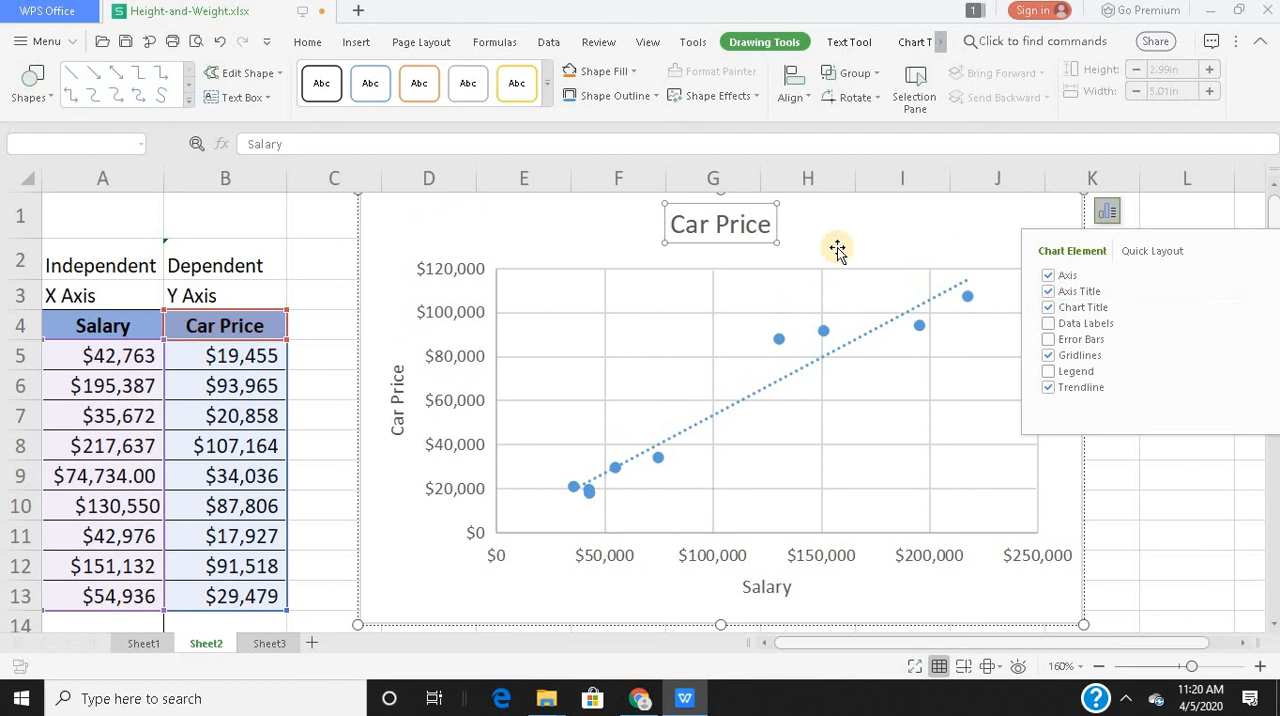 WPS Office
Height-and-Weight.xlsx
1
Sign in
Go Premium
Menu
Home
Insert
Page Layout
Formulas
Data
Review
View
Tools
Drawing Tools
Text Tool
Chart T
Click to find commands
Share
Shapes
Edit Shape
Text Box
Abc
Abc
Abc
Abc
Abc
Shape Fill
Shape Outline
Format Painter
Shape Effects
Align
Group
Rotate
Selection
Pane
Bring Forward
Send Backward
Height:
2.99in
Width:
5.01in
fx
Salary
A B C D E F G H I J K L
1
2 Independent Dependent
3 X Axis Y Axis
4 Salary Car Price
5 $42,763 $19,455
6 $195,387 $93,965
7 $35,672 $20,858
8 $217,637 $107,164
9 $74,734.00 $34,036
10 $130,550 $87,806
11 $42,976 $17,927
12 $151,132 $91,518
13 $54,936 $29,479
14
Car Price
$120,000
$100,000
$80,000
$60,000
$40,000
$20,000
$0
Car Price
$0 $50,000 $100,000 $150,000 $200,000 $250,000
Salary
Chart Element Quick Layout
Axis
Axis Title
Chart Title
Data Labels
Error Bars
Gridlines
Legend
Trendline
Sheet1 Sheet2 Sheet3
160%
Type here to search
11:20 AM
4/5/2020